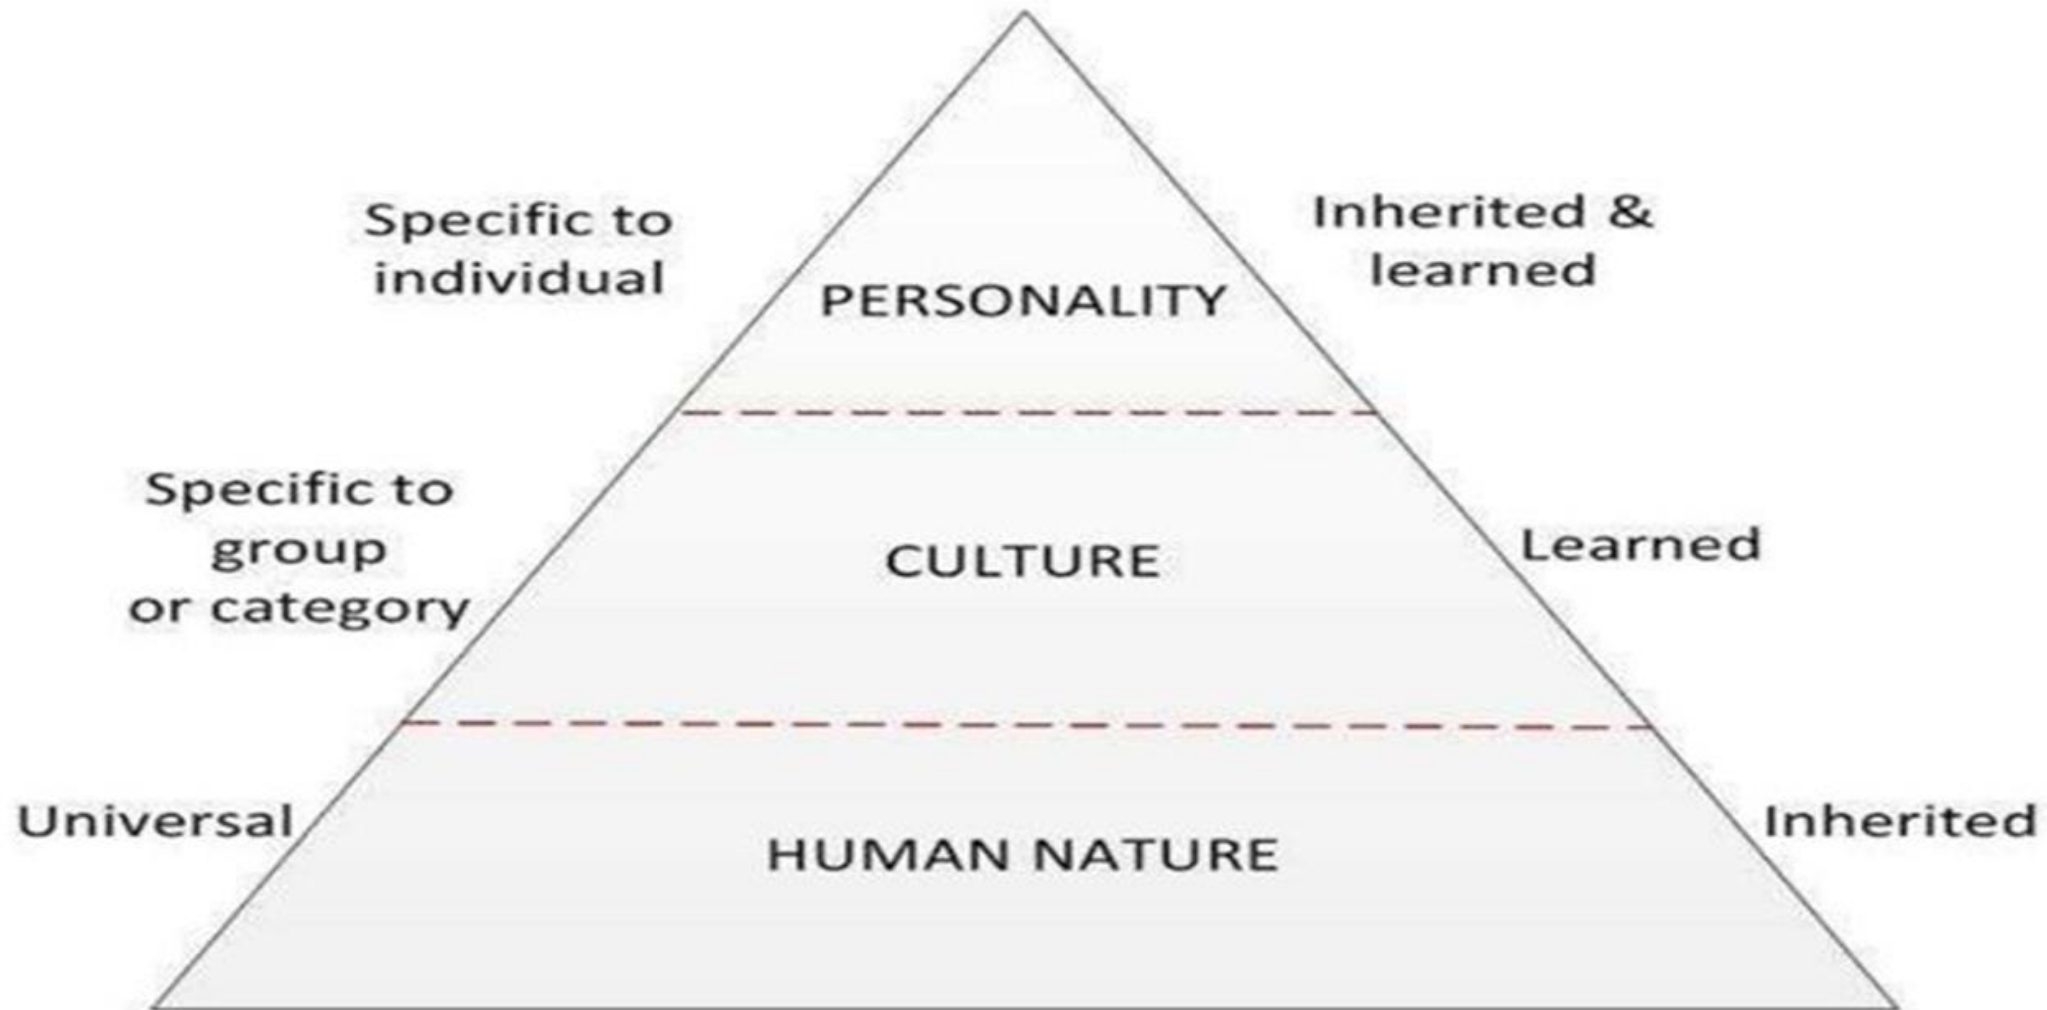 Specific to
individual
PERSONALITY
Inherited &
learned
Specific to
group
or category
CULTURE
Learned
Universal
HUMAN NATURE
Inherited